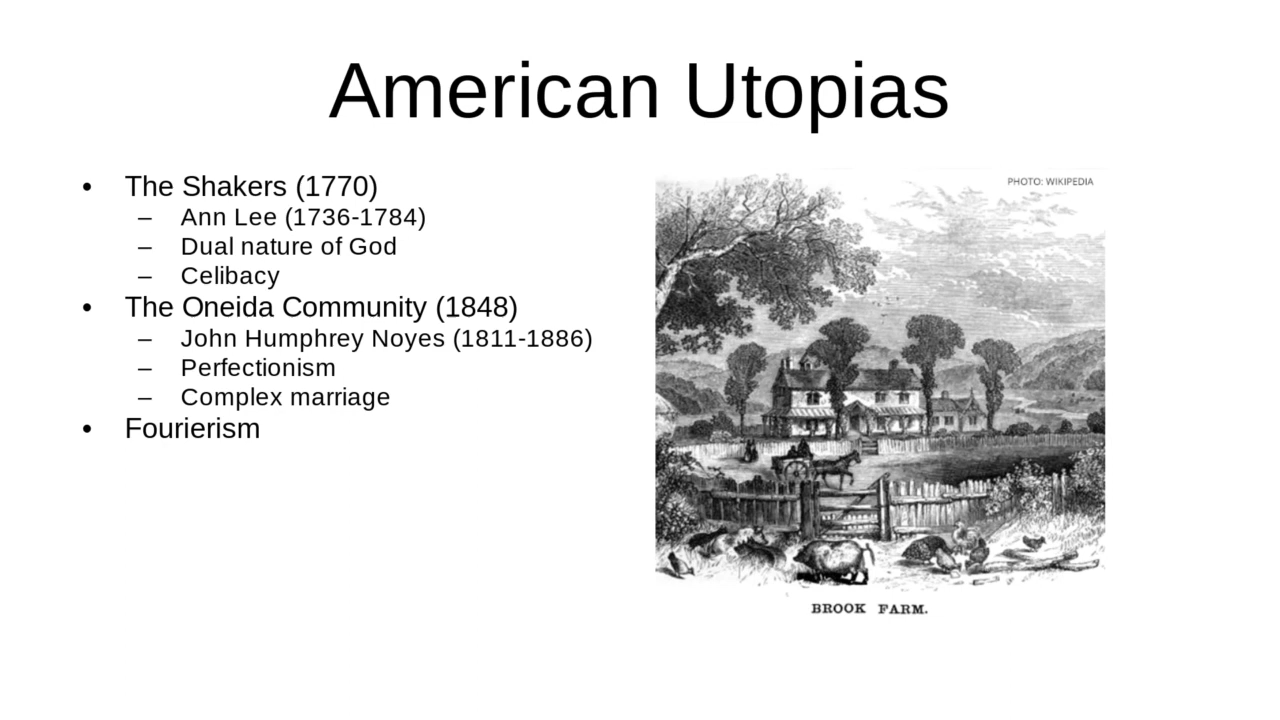 American Utopias
• The Shakers (1770)
– Ann Lee (1736-1784)
– Dual nature of God
– Celibacy
• The Oneida Community (1848)
– John Humphrey Noyes (1811-1886)
– Perfectionism
– Complex marriage
• Fourierism
PHOTO: WIKIPEDIA
BROOK FARM.